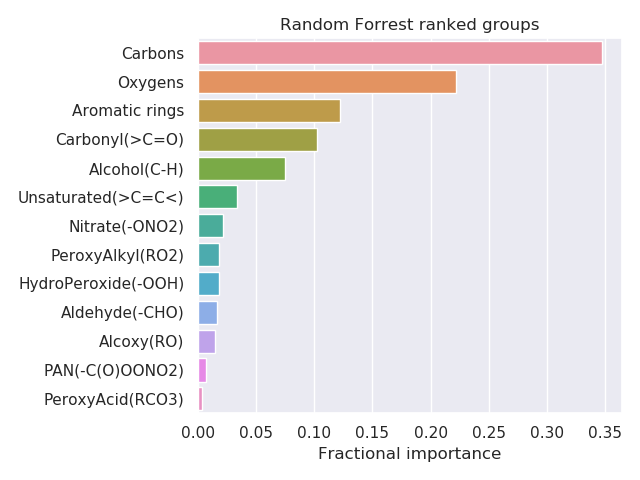 Random Forrest ranked groups
Carbons
Oxygens
Aromatic rings
Carbonyl(>C=O)
Alcohol(C-H)
Unsaturated(>C=C<)
Nitrate(-ONO2)
PeroxyAlkyl(RO2)
HydroPeroxide(-OOH)
Aldehyde(-CHO)
Alcoxy(RO)
PAN(-C(O)OONO2)
PeroxyAcid(RCO3)
0.00 0.05 0.10 0.15 0.20 0.25 0.30 0.35
Fractional importance